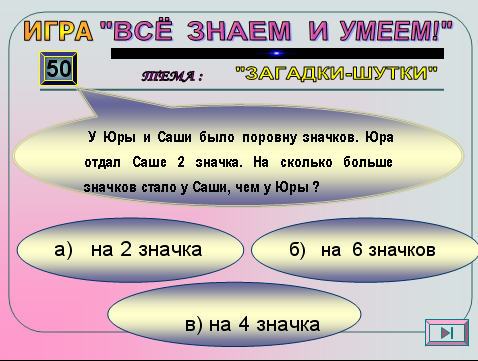 ИГРА "ВСЁ ЗНАЕМ И УМЕЕМ!"
50
ТЕМА : "ЗАГАДКИ-ШУТКИ"
У Юры и Саши было поровну значков. Юра
отдал Саше 2 значка. На сколько больше
значков стало у Саши, чем у Юры ?
а) на 2 значка
б) на 6 значков
в) на 4 значка